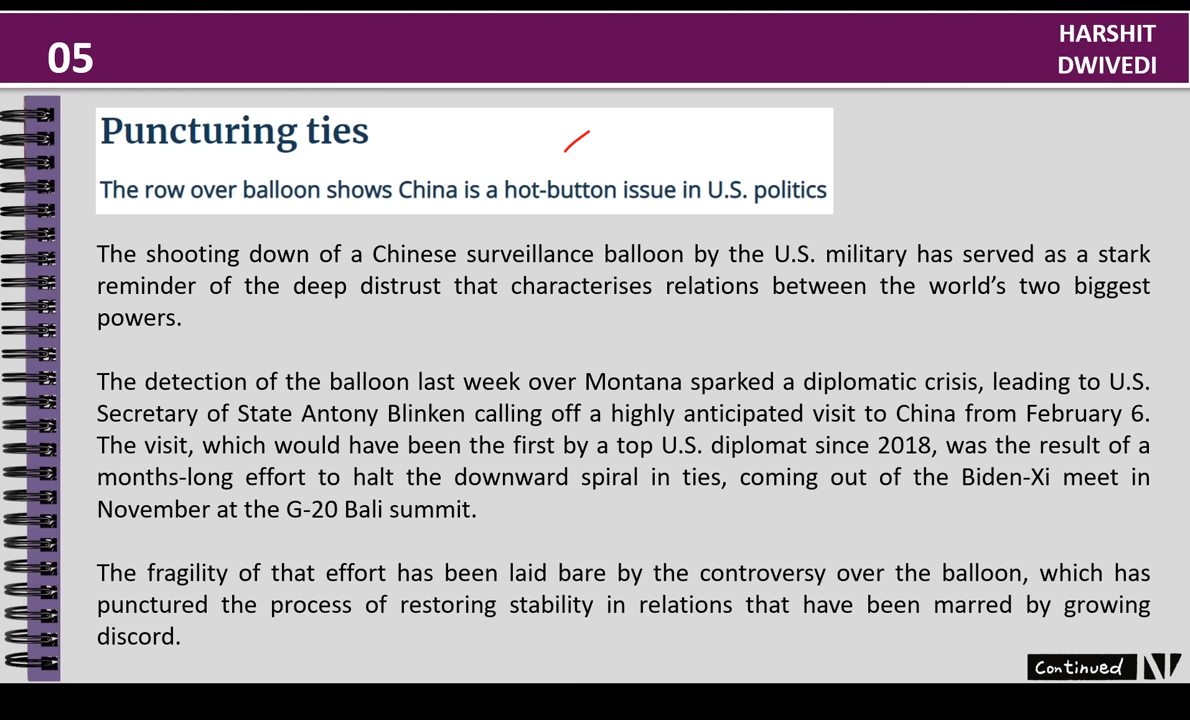 05
HARSHIT
DWIVEDI
Puncturing ties
The row over balloon shows China is a hot-button issue in U.S. politics
The shooting down of a Chinese surveillance balloon by the U.S. military has served as a stark
reminder of the deep distrust that characterises relations between the world's two biggest
powers.
The detection of the balloon last week over Montana sparked a diplomatic crisis, leading to U.S.
Secretary of State Antony Blinken calling off a highly anticipated visit to China from February 6.
The visit, which would have been the first by a top U.S. diplomat since 2018, was the result of a
months-long effort to halt the downward spiral in ties, coming out of the Biden-Xi meet in
November at the G-20 Bali summit.
The fragility of that effort has been laid bare by the controversy over the balloon, which has
punctured the process of restoring stability in relations that have been marred by growing
discord.
Continued